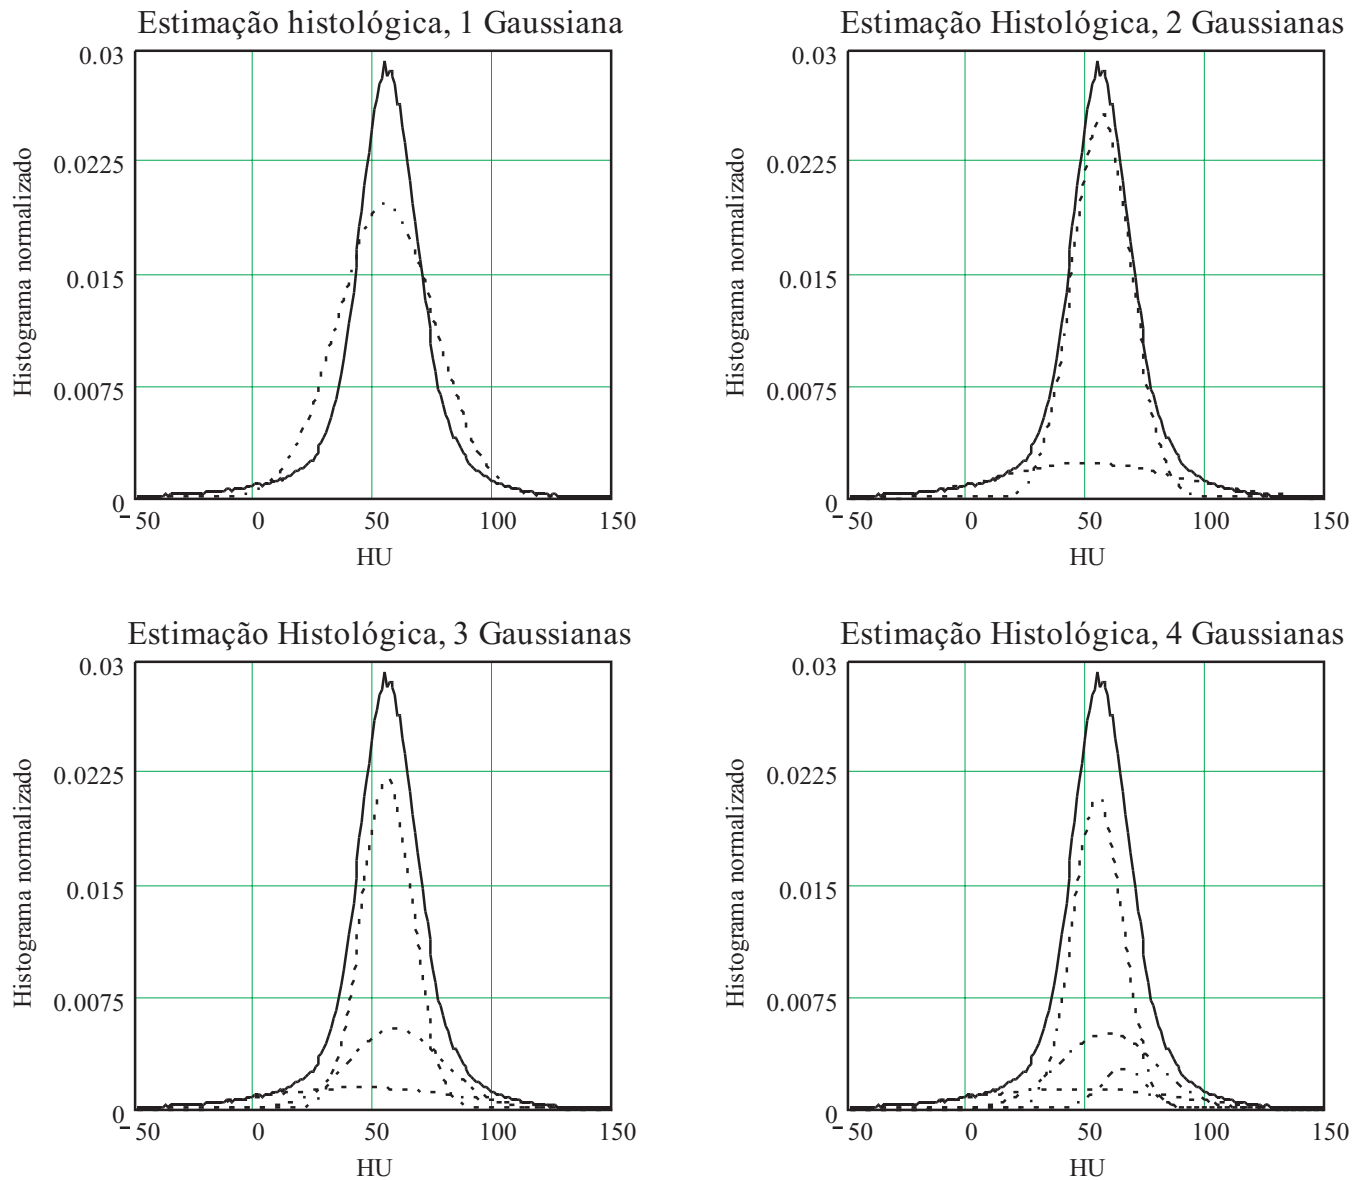 Estimação histológica, 1 Gaussiana
0.03
0.0225
0.015
0.0075
0
Histograma normalizado
-50 0 50 100 150
HU
Estimação Histológica, 2 Gaussianas
0.03
0.0225
0.015
0.0075
0
Histograma normalizado
-50 0 50 100 150
HU
Estimação Histológica, 3 Gaussianas
0.03
0.0225
0.015
0.0075
0
Histograma normalizado
-50 0 50 100 150
HU
Estimação Histológica, 4 Gaussianas
0.03
0.0225
0.015
0.0075
0
Histograma normalizado
-50 0 50 100 150
HU